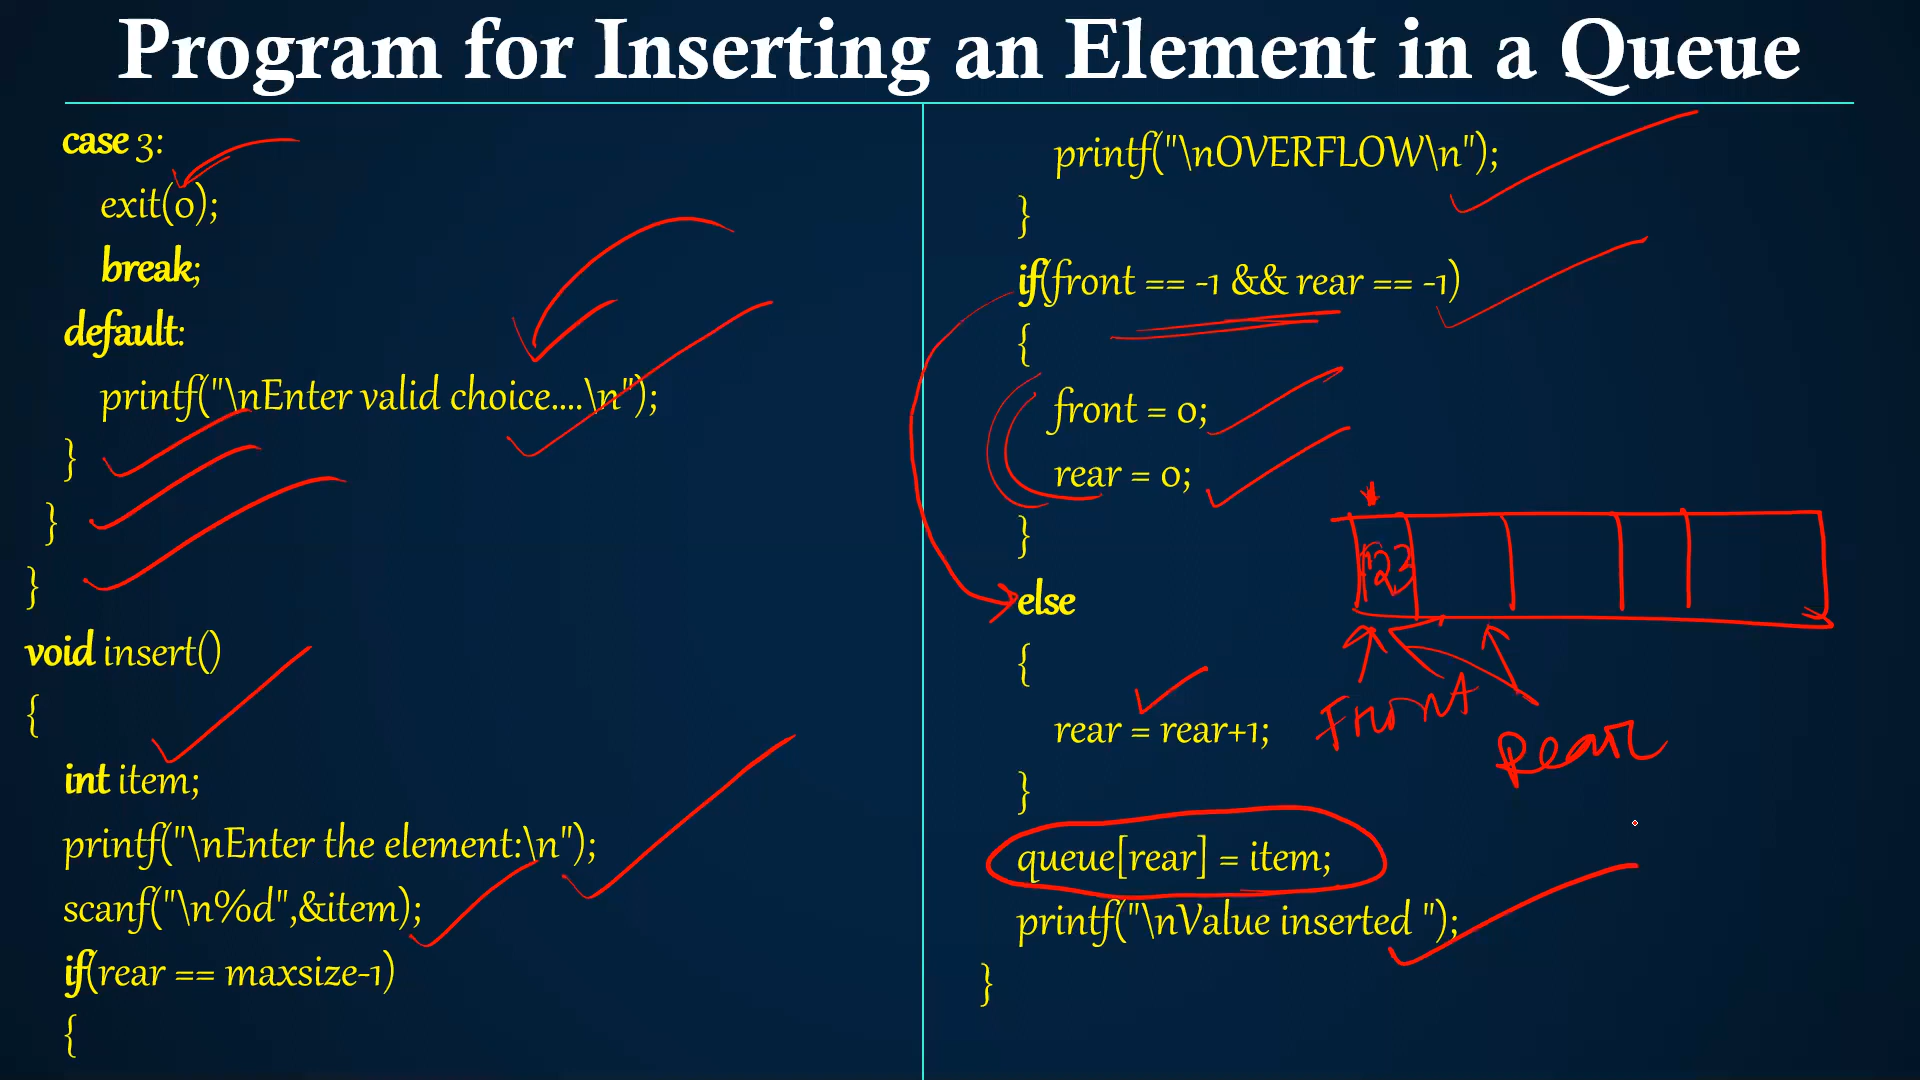 Program for Inserting an Element in a Queue
case 3:
exit(0);
break;
default:
printf("\nEnter valid choice....\n");
}
}
}
void insert()
{
int item;
printf("\nEnter the element:\n");
scanf("\n%d",&item);
if(rear == maxsize-1)
{
printf("\nOVERFLOW\n");
}
if(front == -1 && rear == -1)
{
front = 0;
rear = 0;
}
else
{
rear = rear+1;
}
queue[rear] = item;
printf("\nValue inserted ");
}
Front
Rear